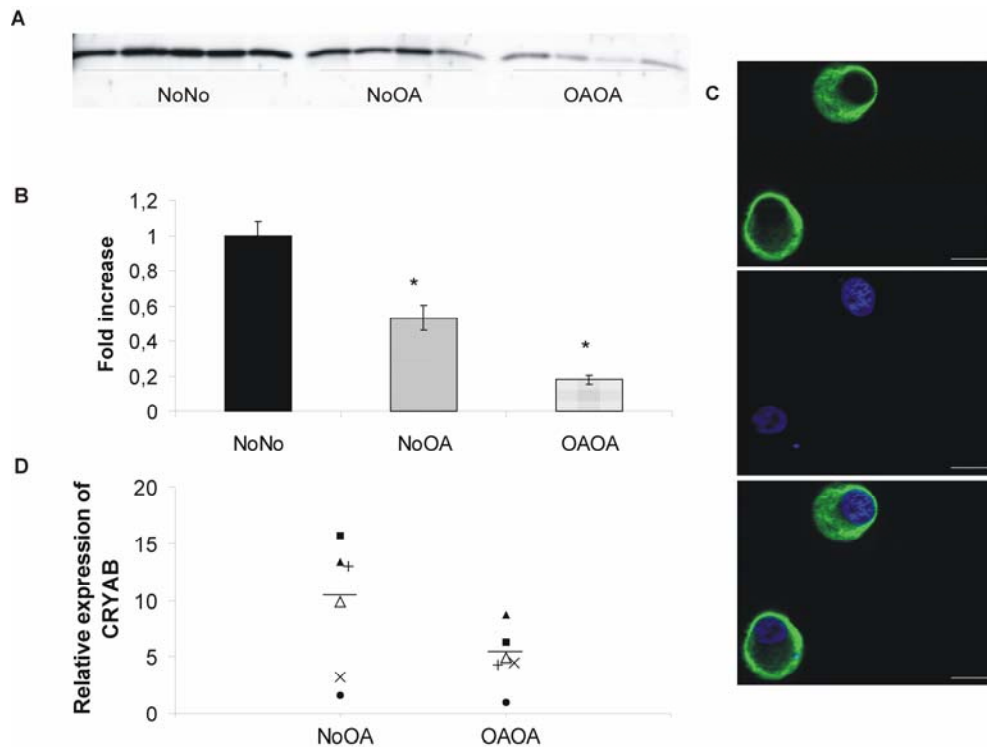 A
NoNo
NoOA
OAOA
C
B
Fold increase
1,2
1
0,8
0,6
0,4
0,2
0
*
*
NoNo
NoOA
OAOA
D
Relative expression of
CRYAB
20
15
10
5
0
NoOA
OAOA